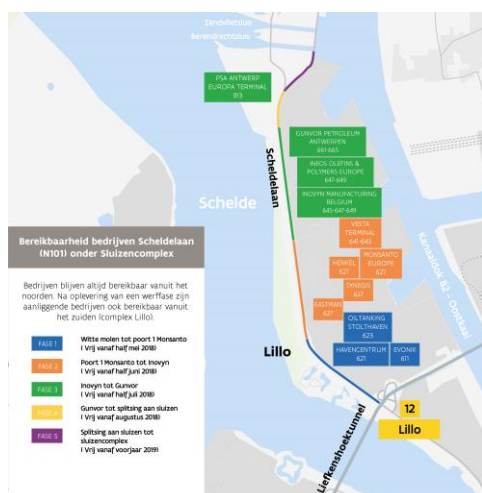 Zandvlietsluis
Berendrechtsluis
PSA ANTWERP
EUROPA TERMINAL
913
GUNVOR PETROLEUM
ANTWERPEN
661-665
INEOS OLEFINS &
POLYMERS EUROPE
647-649
INOVYN MANUFACTURING
BELGIUM
645-647-649
Scheldelaan
Schelde
VESTA
TERMINAL
641-643
HENKEL
627
MONSANTO
EUROPE
627
SYNEGIS
627
EASTMAN
627
OILTANKING
STOLTHAVEN
623
HAVENCENTRUM
621
EVONIK
611
Kanaaldok B2 - Oostkaai
Lillo
12
Lillo
Liefkenshoektunnel
Bereikbaarheid bedrijven Scheldelaan
(N101) onder Sluizencomplex
Bedrijven blijven altijd bereikbaar vanuit het
noorden. Na oplevering van een werffase zijn
aanliggende bedrijven ook bereikbaar vanuit
het zuiden (complex Lillo).
FASE 1
Witte molen tot poort 1 Monsanto
( Vrij vanaf half mei 2018)
FASE 2
Poort 1 Monsanto tot Inovyn
( Vrij vanaf half juni 2018)
FASE 3
Inovyn tot Gunvor
( Vrij vanaf half juli 2018)
FASE 4
Gunvor tot splitsing aan sluizen
( Vrij vanaf augustus 2018)
FASE 5
Splitsing aan sluizen tot
sluizencomplex
( Vrij vanaf voorjaar 2019)